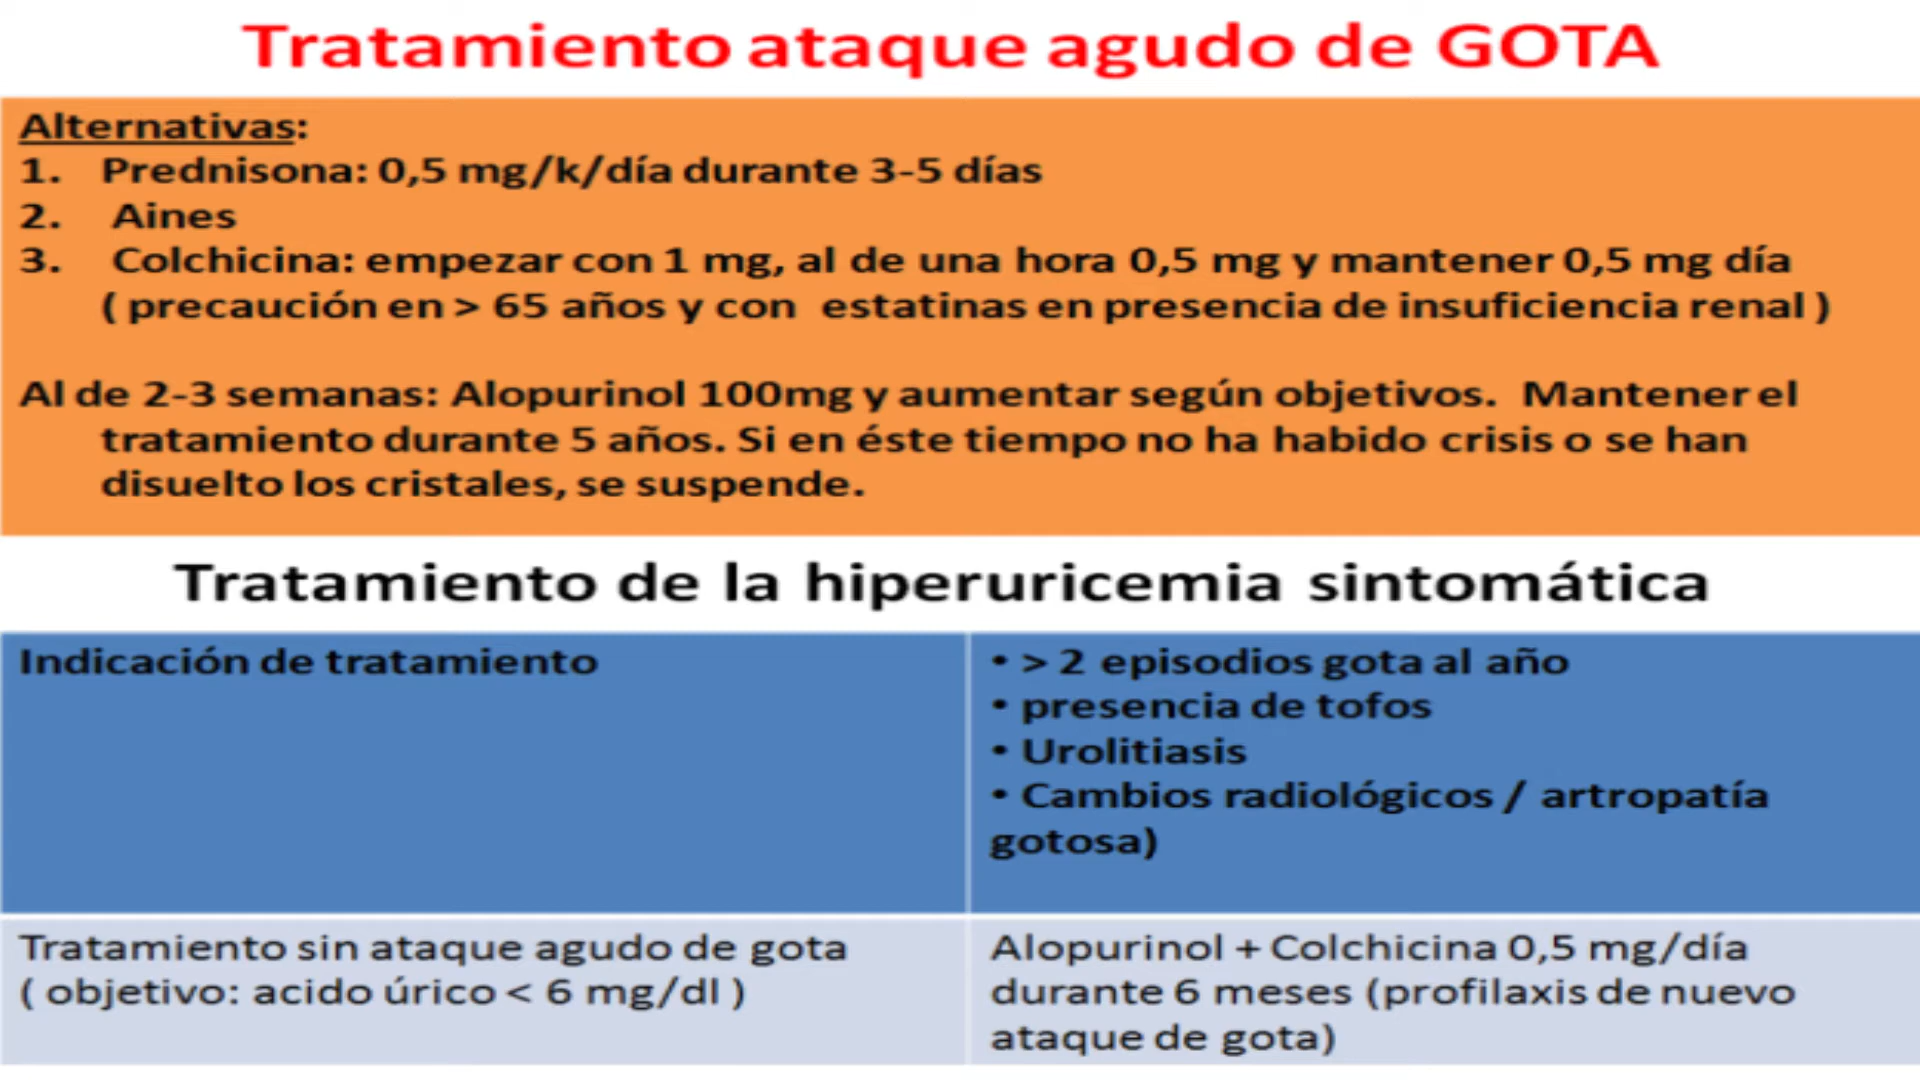 Tratamiento ataque agudo de GOTA
Alternativas:
1. Prednisona: 0,5 mg/k/día durante 3-5 días
2. Aines
3. Colchicina: empezar con 1 mg, al de una hora 0,5 mg y mantener 0,5 mg día
( precaución en > 65 años y con estatinas en presencia de insuficiencia renal )
Al de 2-3 semanas: Alopurinol 100mg y aumentar según objetivos. Mantener el
tratamiento durante 5 años. Si en éste tiempo no ha habido crisis o se han
disuelto los cristales, se suspende.
Tratamiento de la hiperuricemia sintomática
Indicación de tratamiento
• > 2 episodios gota al año
• presencia de tofos
• Urolitiasis
• Cambios radiológicos / artropatía
gotosa)
Tratamiento sin ataque agudo de gota
( objetivo: acido úrico < 6 mg/dl )
Alopurinol + Colchicina 0,5 mg/día
durante 6 meses (profilaxis de nuevo
ataque de gota)